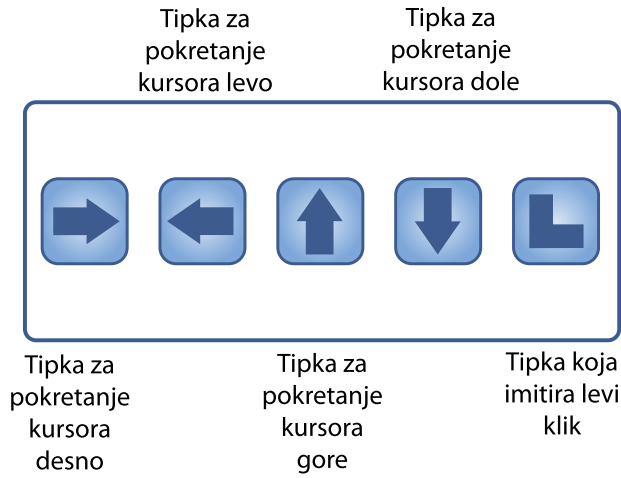 Tipka za
pokretanje
kursora levo
Tipka za
pokretanje
kursora dole
Tipka za
pokretanje
kursora
desno
Tipka za
pokretanje
kursora
gore
Tipka koja
imitira levi
klik